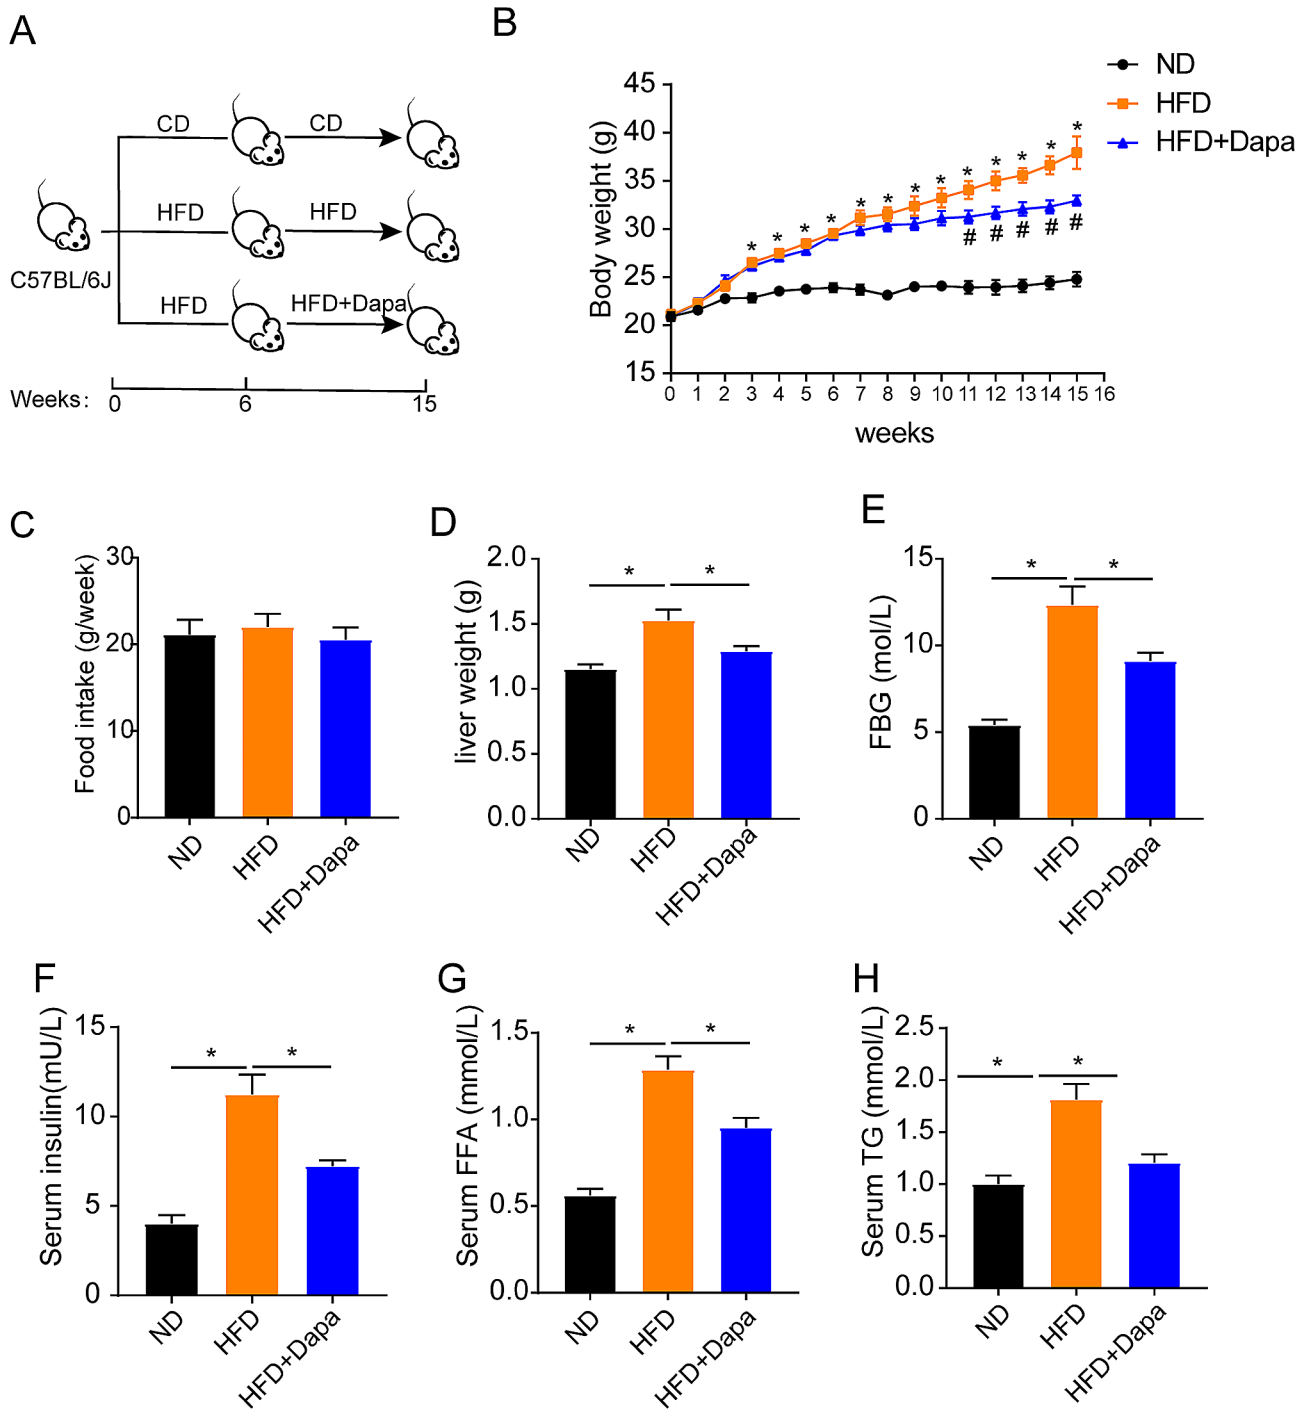 A
CD
CD
HFD
HFD
C57BL/6J
HFD
HFD+Dapa
Weeks:
0
6
15
B
ND
HFD
HFD+Dapa
Body weight (g)
45
40
35
30
25
20
15
* * * * * * * * * * * * *
# # # # #
0 1 2 3 4 5 6 7 8 9 10 11 12 13 14 15 16
weeks
C
Food intake (g/week)
30
20
10
0
ND
HFD
HFD+Dapa
D
liver weight (g)
2.0
1.5
1.0
0.5
0.0
* *
ND
HFD
HFD+Dapa
E
FBG (mol/L)
15
10
5
0
* *
ND
HFD
HFD+Dapa
F
Serum insulin(mU/L)
15
10
5
0
* *
ND
HFD
HFD+Dapa
G
Serum FFA (mmol/L)
1.5
1.0
0.5
0.0
* *
ND
HFD
HFD+Dapa
H
Serum TG (mmol/L)
2.5
2.0
1.5
1.0
0.5
0.0
* *
ND
HFD
HFD+Dapa